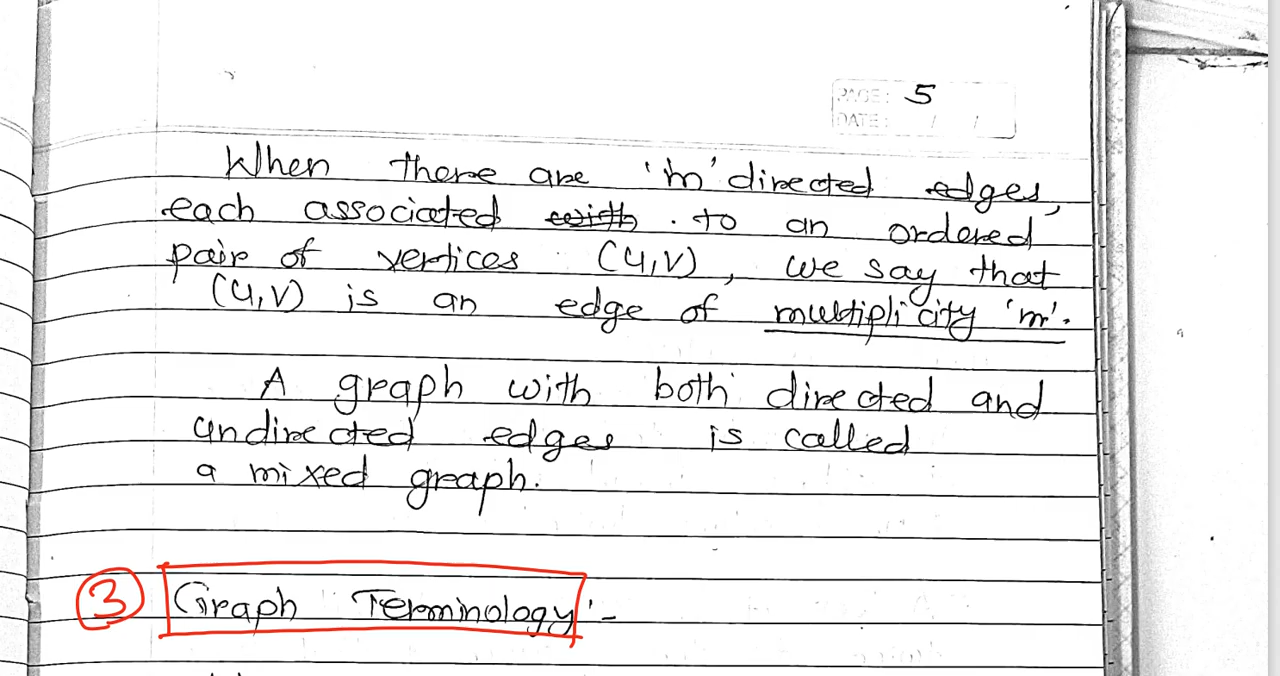 PAGE: 5
DATE: / /
When there are 'm' directed edges,
each associated with . to an ordered
pair of vertices (u,v), we say that
(u,v) is an edge of multiplicity 'm'.
A graph with both directed and
undirected edges is called
a mixed graph.
3 Graph Terminology :-